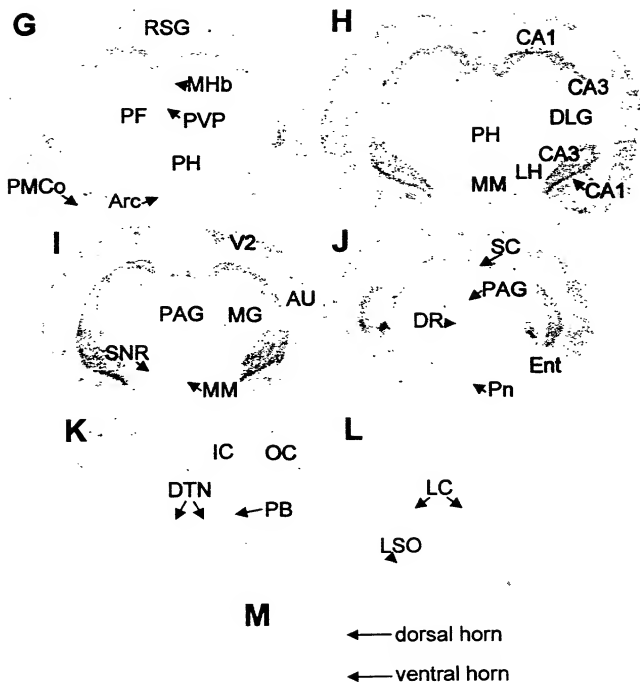 G
RSG
MHb
PF
PVP
PH
PMCo
Arc
H
CA1
CA3
DLG
PH
CA3
LH
MM
CA1
I
V2
AU
PAG
MG
SNR
MM
J
SC
PAG
DR
Ent
Pn
K
IC
OC
DTN
PB
L
LC
LSO
M
dorsal horn
ventral horn